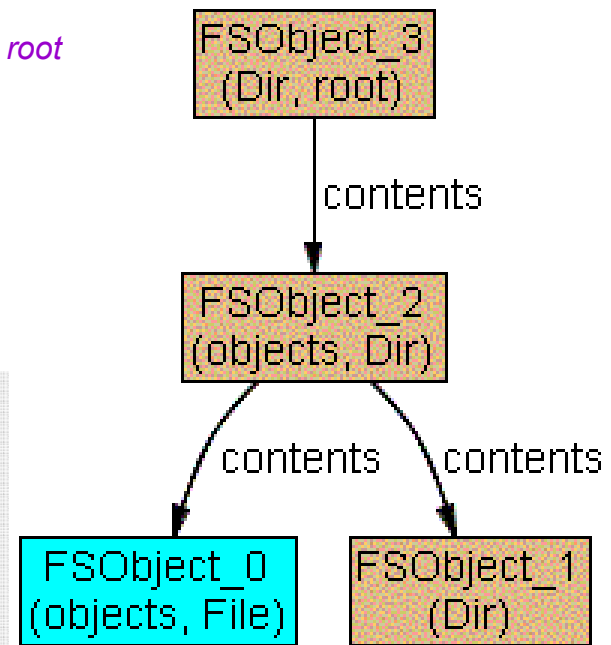 root
FSObject_3
(Dir, root)
contents
FSObject_2
(objects, Dir)
contents
contents
FSObject_0
(objects, File)
FSObject_1
(Dir)